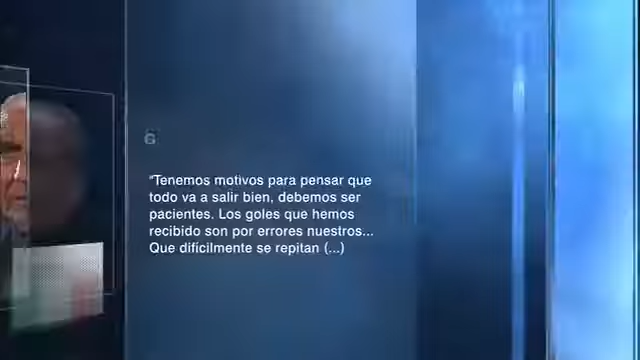 G
"Tenemos motivos para pensar que
todo va a salir bien, debemos ser
pacientes. Los goles que hemos
recibido son por errores nuestros...
Que difícilmente se repitan (...)